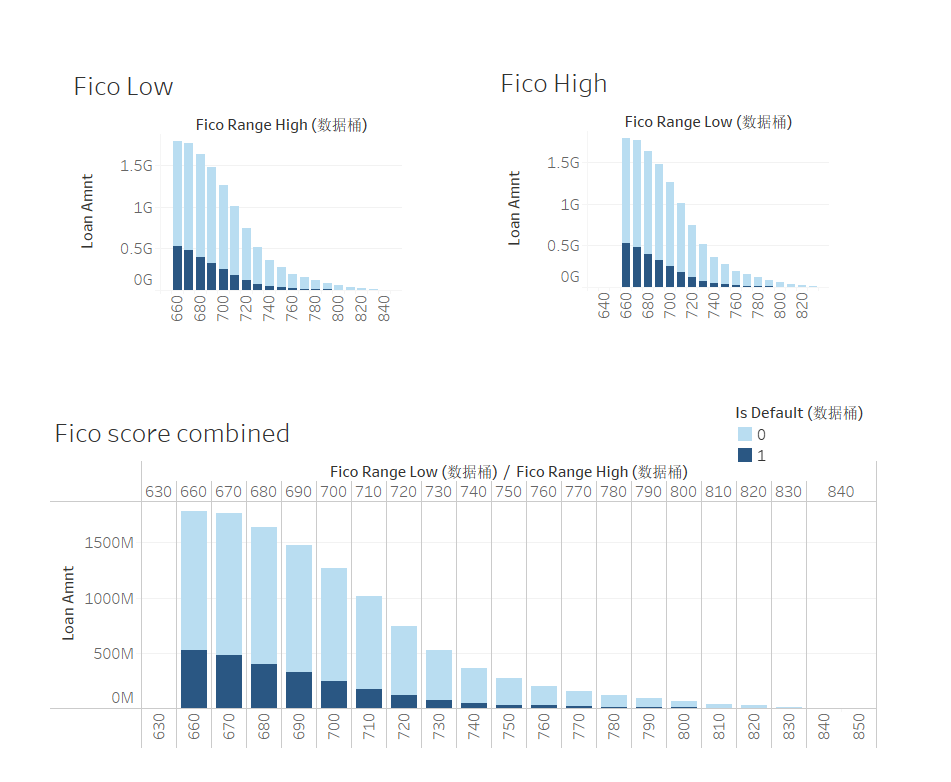 Fico Low
Fico High
Fico Range High (数据桶)
Fico Range Low (数据桶)
Loan Amnt
1.5G
1G
0.5G
0G
660 680 700 720 740 760 780 800 820 840
Loan Amnt
1.5G
1G
0.5G
0G
640 660 680 700 720 740 760 780 800 820
Is Default (数据桶)
0
1
Fico score combined
Fico Range Low (数据桶) / Fico Range High (数据桶)
630 660 670 680 690 700 710 720 730 740 750 760 770 780 790 800 810 820 830 840
Loan Amnt
1500M
1000M
500M
0M
630 660 670 680 690 700 710 720 730 740 750 760 770 780 790 800 810 820 830 840 850